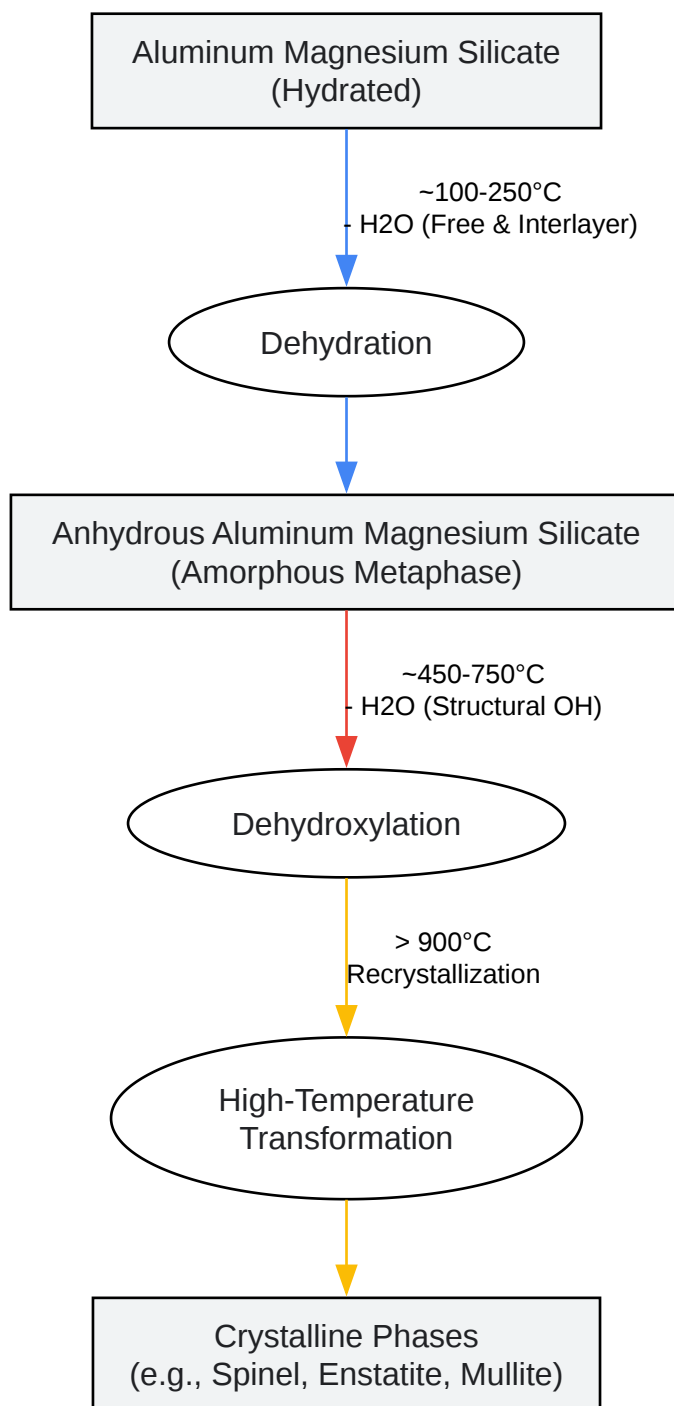 Aluminum Magnesium Silicate
(Hydrated)
~100-250°C
- H2O (Free & Interlayer)
Dehydration
Anhydrous Aluminum Magnesium Silicate
(Amorphous Metaphase)
~450-750°C
- H2O (Structural OH)
Dehydroxylation
> 900°C
Recrystallization
High-Temperature
Transformation
Crystalline Phases
(e.g., Spinel, Enstatite, Mullite)